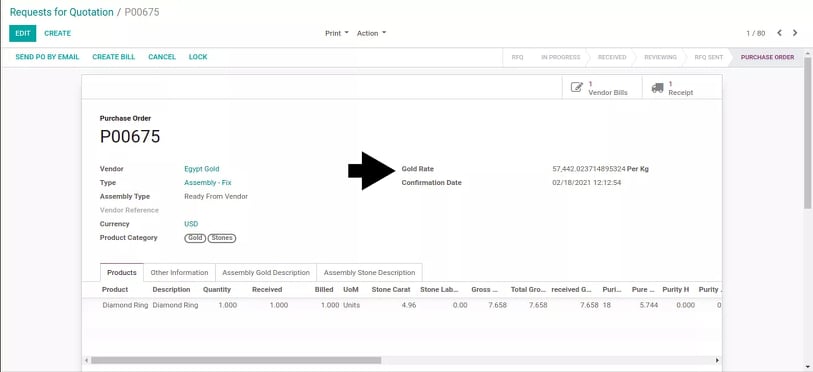 Requests for Quotation / P00675
EDIT CREATE Print Action 1 / 80
SEND PO BY EMAIL CREATE BILL CANCEL LOCK RFQ IN PROGRESS RECEIVED REVIEWING RFQ SENT PURCHASE ORDER
1 Vendor Bills 1 Receipt
Purchase Order
P00675
Vendor Egypt Gold Gold Rate 57,442.023714895324 Per Kg
Type Assembly - Fix Confirmation Date 02/18/2021 12:12:54
Assembly Type Ready From Vendor
Vendor Reference
Currency USD
Product Category Gold Stones
Products Other Information Assembly Gold Description Assembly Stone Description
Product Description Quantity Received Billed UoM Stone Carat Stone Lab... Gross ... Total Gro... received G... Puri... Pure ... Purity H Purity .
Diamond Ring Diamond Ring 1.000 1.000 1.000 Units 4.96 0.00 7.658 7.658 7.658 18 5.744 0.000 0